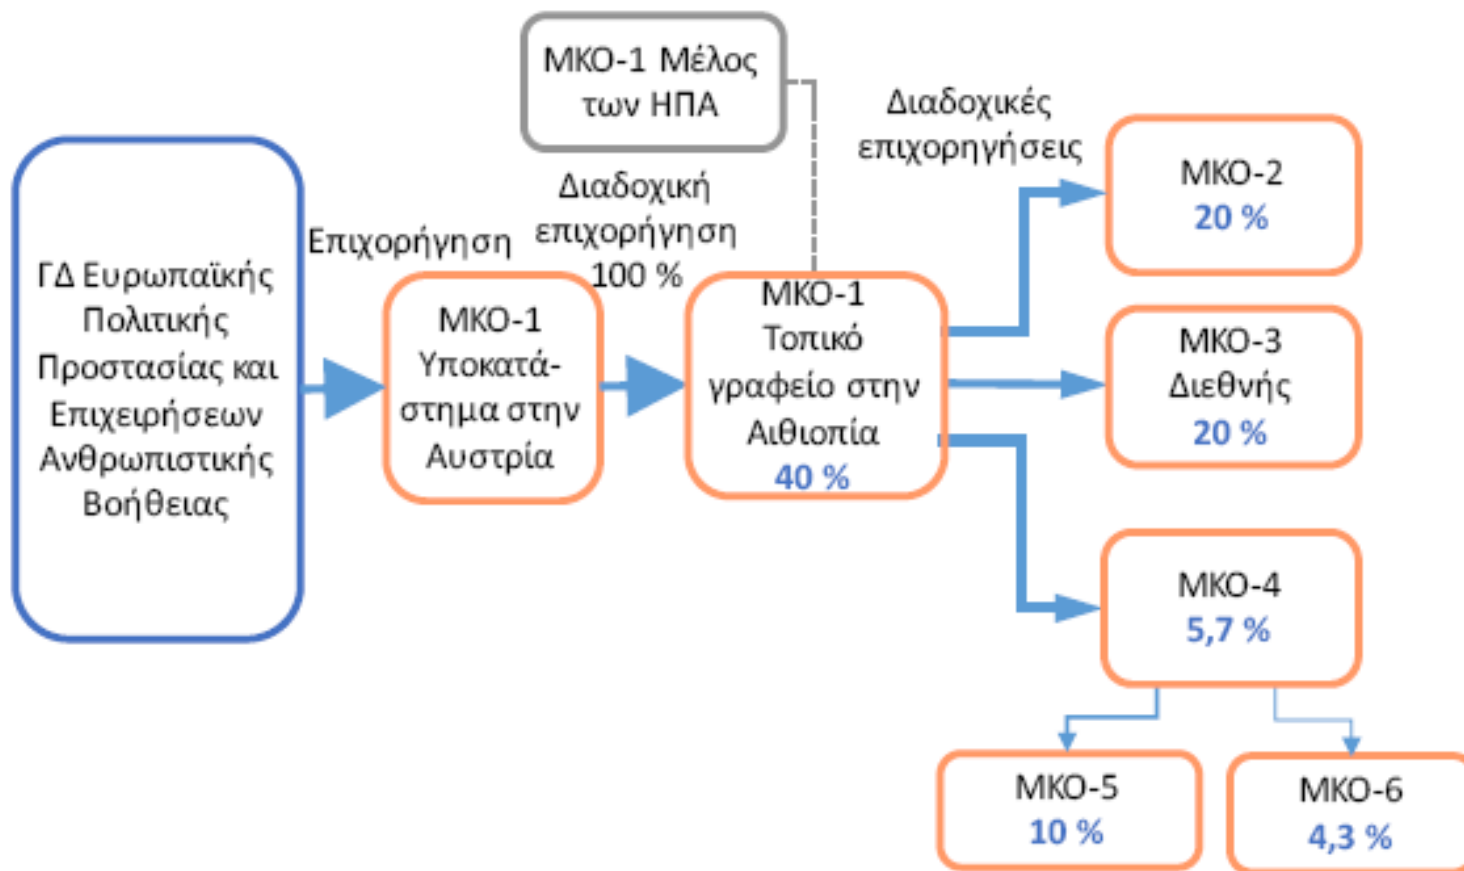 ΜΚΟ-1 Μέλος
των ΗΠΑ
Διαδοχικές
επιχορηγήσεις
Διαδοχική
επιχορήγηση
100 %
Επιχορήγηση
ΓΔ Ευρωπαϊκής
Πολιτικής
Προστασίας και
Επιχειρήσεων
Ανθρωπιστικής
Βοήθειας
ΜΚΟ-1
Υποκατά-
στημα στην
Αυστρία
ΜΚΟ-1
Τοπικό
γραφείο στην
Αιθιοπία
40 %
ΜΚΟ-2
20 %
ΜΚΟ-3
Διεθνής
20 %
ΜΚΟ-4
5,7 %
ΜΚΟ-5
10 %
ΜΚΟ-6
4,3 %